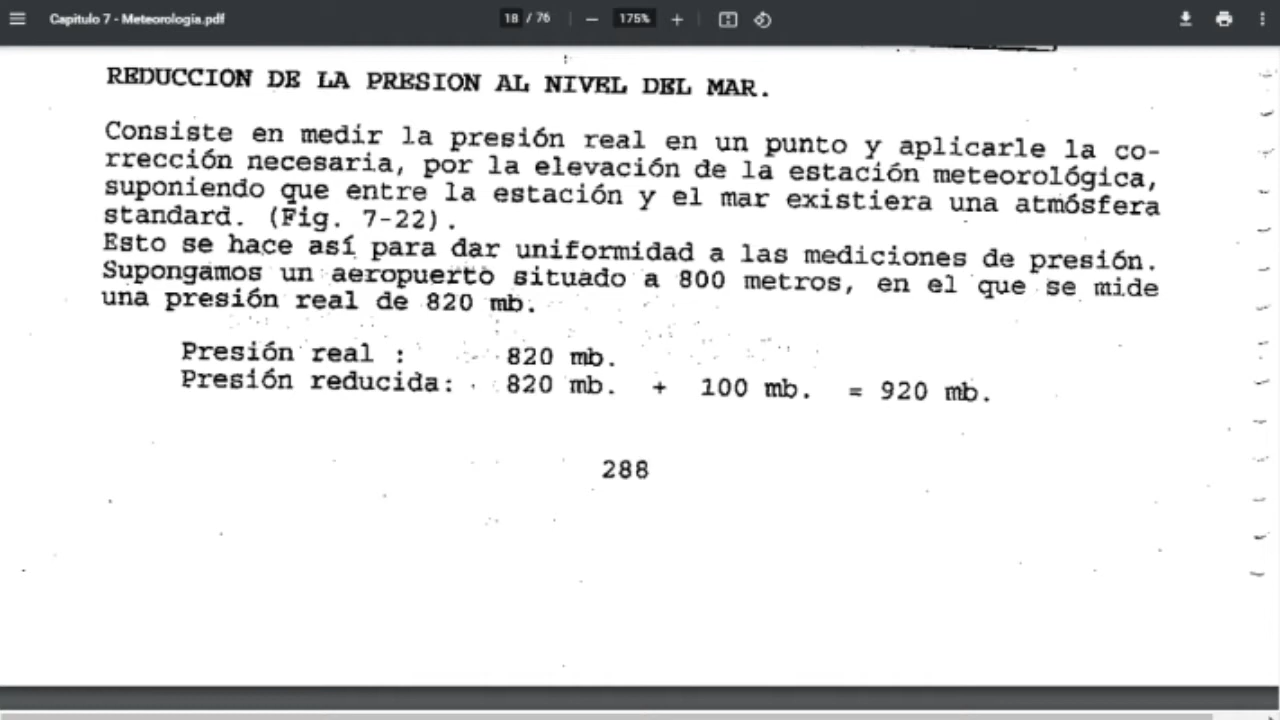 Capitulo 7 - Meteorologia.pdf
18 / 76
175%
REDUCCION DE LA PRESION AL NIVEL DEL MAR.
Consiste en medir la presión real en un punto y aplicarle la co-
rrección necesaria, por la elevación de la estación meteorológica,
suponiendo que entre la estación y el mar existiera una atmósfera
standard. (Fig. 7-22).
Esto se hace así para dar uniformidad a las mediciones de presión.
Supongamos un aeropuerto situado a 800 metros, en el que se mide
una presión real de 820 mb.
Presión real : 820 mb.
Presión reducida: 820 mb. + 100 mb. = 920 mb.
288